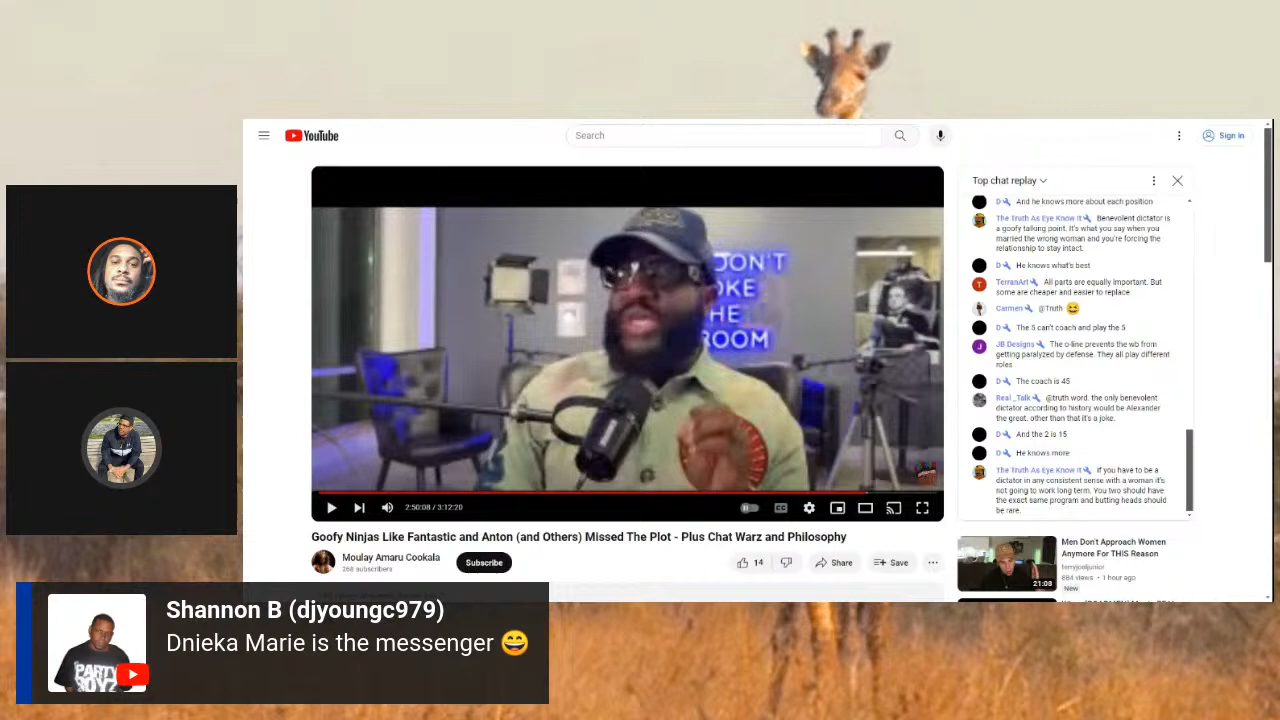 YouTube
Search
Sign in
DON'T
OKE
HE
ROOM
Top chat replay
D And he knows more about each position
The Truth As Eye Know It Benevolent dictator is
a goofy talking point. It's what you say when you
married the wrong woman and you're forcing the
relationship to stay intact.
D He knows what's best
T TerranArt All parts are equally important. But
some are cheaper and easier to replace
Carmen @Truth 😆
D The 5 can't coach and play the 5
J JB Designs The o-line prevents the wb from
getting paralyzed by defense. They all play different
roles
D The coach is 45
Real _Talk @truth word. the only benevolent
dictator according to history would be Alexander
the great. other than that it's a joke.
D And the 2 is 15
D He knows more
The Truth As Eye Know It if you have to be a
dictator in any consistent sense with a woman it's
not going to work long term. You two should have
the exact same program and butting heads should
be rare.
2:50:08 / 3:12:20
CC
Goofy Ninjas Like Fantastic and Anton (and Others) Missed The Plot - Plus Chat Warz and Philosophy
Moulay Amaru Cookala
268 subscribers
Subscribe
14
Share
Save
Men Don't Approach Women
Anymore For THIS Reason
terryjoeljunior
884 views • 1 hour ago
New
21:08
Shannon B (djyoungc979)
Dnieka Marie is the messenger 😄
PARTY
BOYZ